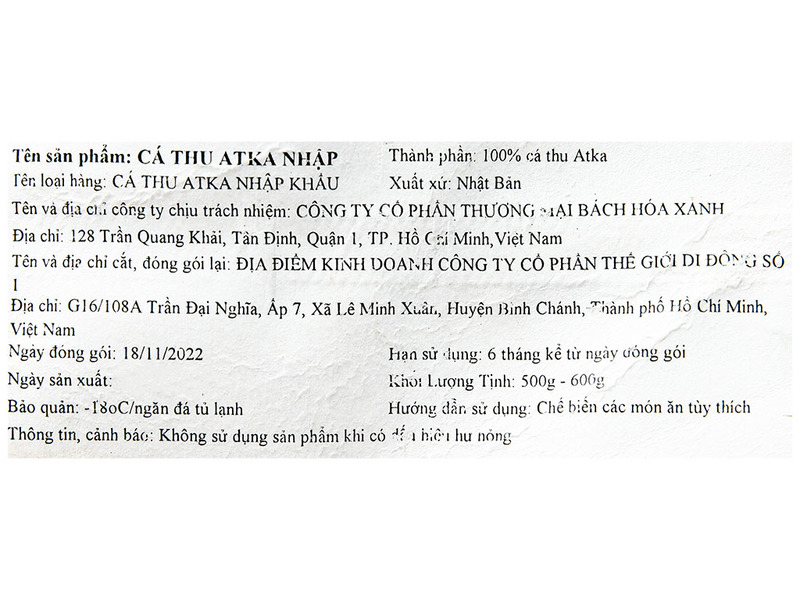 Tên sản phẩm: CÁ THU ATKA NHẬP Thành phần: 100% cá thu Atka
Tên loại hàng: CÁ THU ATKA NHẬP KHẨU Xuất xứ: Nhật Bản
Tên và địa chỉ công ty chịu trách nhiệm: CÔNG TY CỔ PHẦN THƯƠNG MẠI BÁCH HÓA XANH
Địa chỉ: 128 Trần Quang Khải, Tân Định, Quận 1, TP. Hồ Chí Minh,Việt Nam
Tên và địa chỉ cắt, đóng gói lại: ĐỊA ĐIỂM KINH DOANH CÔNG TY CỔ PHẦN THẾ GIỚI DI ĐỘNG SỐ
1
Địa chỉ: G16/108A Trần Đại Nghĩa, Ấp 7, Xã Lê Minh Xuân, Huyện Bình Chánh, Thành phố Hồ Chí Minh,
Việt Nam
Ngày đóng gói: 18/11/2022 Hạn sử dụng: 6 tháng kể từ ngày đóng gói
Ngày sản xuất: Khối Lượng Tịnh: 500g - 600g
Bảo quản: -18oC/ngăn đá tủ lạnh Hướng dẫn sử dụng: Chế biến các món ăn tùy thích
Thông tin, cảnh báo: Không sử dụng sản phẩm khi có dấu hiệu hư hỏng